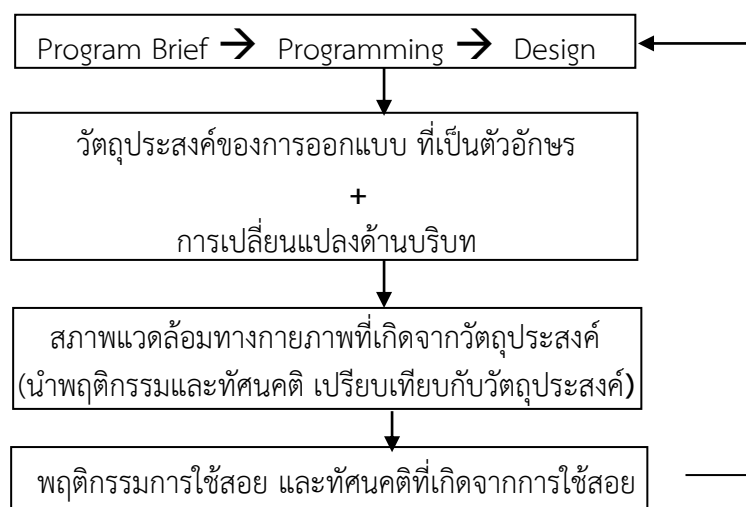 Program Brief → Programming → Design
วัตถุประสงค์ของการออกแบบ ที่เป็นตัวอักษร
+
การเปลี่ยนแปลงด้านบริบท
สภาพแวดล้อมทางกายภาพที่เกิดจากวัตถุประสงค์
(นำพฤติกรรมและทัศนคติ เปรียบเทียบกับวัตถุประสงค์)
พฤติกรรมการใช้สอย และทัศนคติที่เกิดจากการใช้สอย